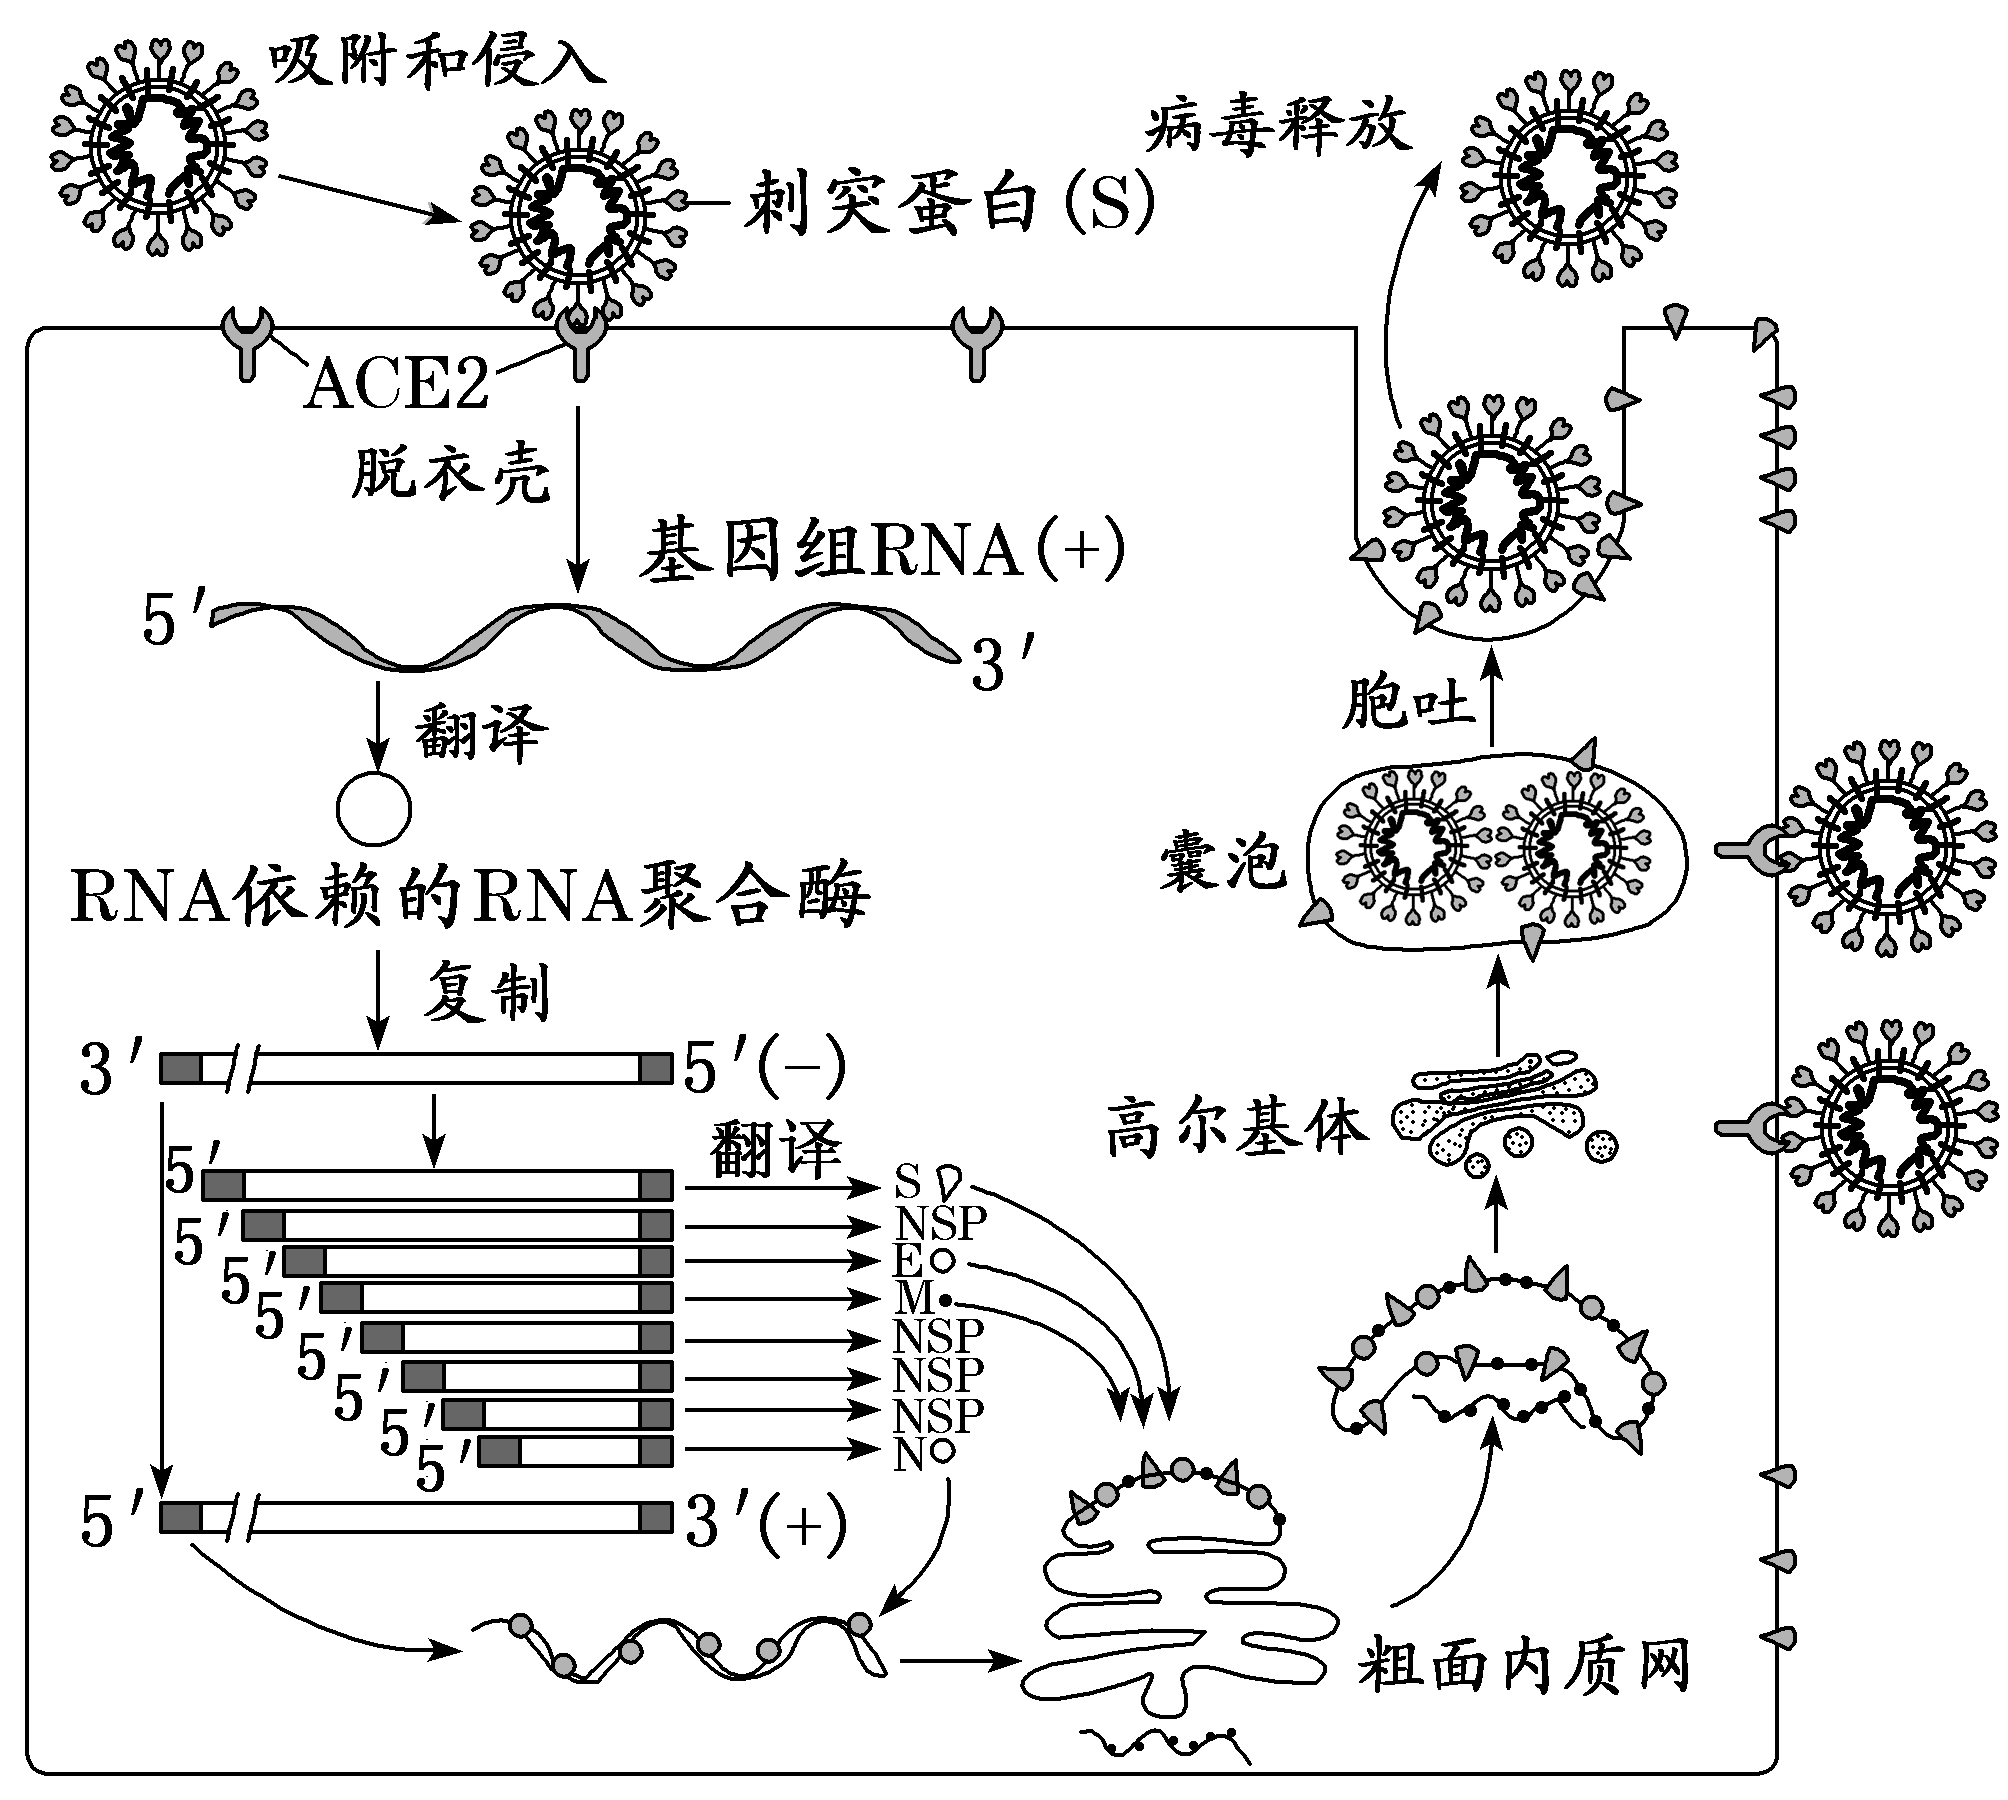 吸附和侵入
病毒释放
刺突蛋白(S)
ACE2
脱衣壳
基因组RNA(+)
5′
3′
翻译
胞吐
囊泡
RNA依赖的RNA聚合酶
复制
3′
5′(−)
高尔基体
翻译
5′
S
5′
NSP
5′
E
5′
M
5′
NSP
5′
NSP
5′
NSP
5′
N
5′
3′(+)
粗面内质网